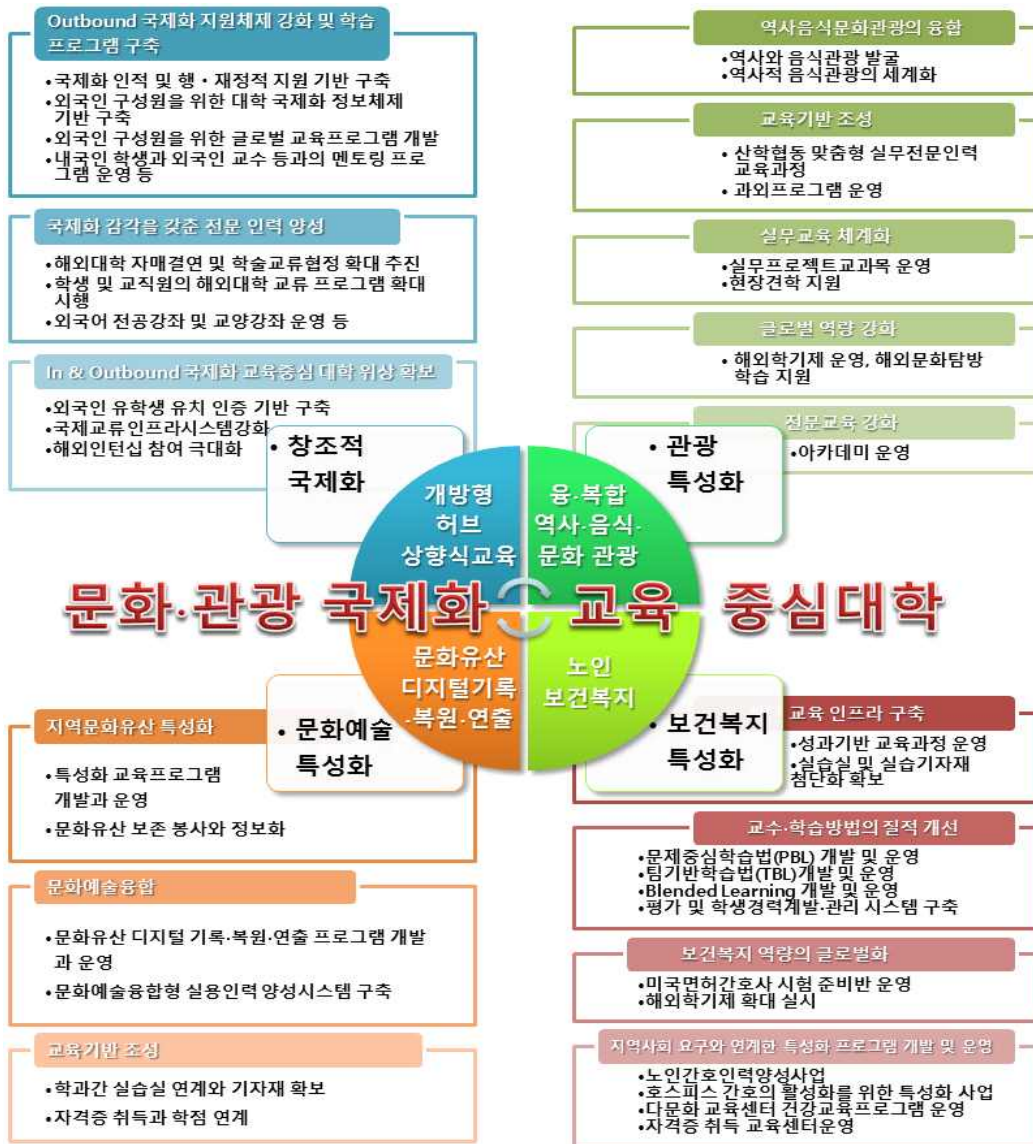 Outbound 국제화 지원체제 강화 및 학습
프로그램 구축
•국제화 인적 및 행・재정적 지원 기반 구축
•외국인 구성원을 위한 대학 국제화 정보체제
기반 구축
•외국인 구성원을 위한 글로벌 교육프로그램 개발
•내국인 학생과 외국인 교수 등과의 멘토링 프로
그램 운영 등
국제화 감각을 갖춘 전문 인력 양성
•해외대학 자매결연 및 학술교류협정 확대 추진
•학생 및 교직원의 해외대학 교류 프로그램 확대
시행
•외국어 전공강좌 및 교양강좌 운영 등
In & Outbound 국제화 교육중심 대학 위상 확보
•외국인 유학생 유치 인증 기반 구축
•국제교류인프라시스템강화
•해외인턴십 참여 극대화
• 창조적
국제화
역사음식문화관광의 융합
•역사와 음식관광 발굴
•역사적 음식관광의 세계화
교육기반 조성
• 산학협동 맞춤형 실무전문인력
교육과정
• 과외프로그램 운영
실무교육 체계화
•실무프로젝트교과목 운영
•현장견학 지원
글로벌 역량 강화
• 해외학기제 운영, 해외문화탐방
학습 지원
전문교육 강화
•아카데미 운영
• 관광
특성화
개방형
허브
상향식교육
융·복합
역사·음식·
문화 관광
문화·관광 국제화 교육 중심대학
문화유산
디지털기록
·복원·연출
노인
보건복지
지역문화유산 특성화
• 문화예술
특성화
•특성화 교육프로그램
개발과 운영
•문화유산 보존 봉사와 정보화
문화예술융합
•문화유산 디지털 기록·복원·연출 프로그램 개발
과 운영
•문화예술융합형 실용인력 양성시스템 구축
교육기반 조성
•학과간 실습실 연계와 기자재 확보
•자격증 취득과 학점 연계
• 보건복지
특성화
교육 인프라 구축
•성과기반 교육과정 운영
•실습실 및 실습기자재
첨단화 확보
교수·학습방법의 질적 개선
•문제중심학습법(PBL) 개발 및 운영
•팀기반학습법(TBL)개발 및 운영
•Blended Learning 개발 및 운영
•평가 및 학생경력계발·관리 시스템 구축
보건복지 역량의 글로벌화
•미국면허간호사 시험 준비반 운영
•해외학기제 확대 실시
지역사회 요구와 연계한 특성화 프로그램 개발 및 운영
•노인간호인력양성사업
•호스피스 간호의 활성화를 위한 특성화 사업
•다문화 교육센터 건강교육프로그램 운영
•자격증 취득 교육센터운영